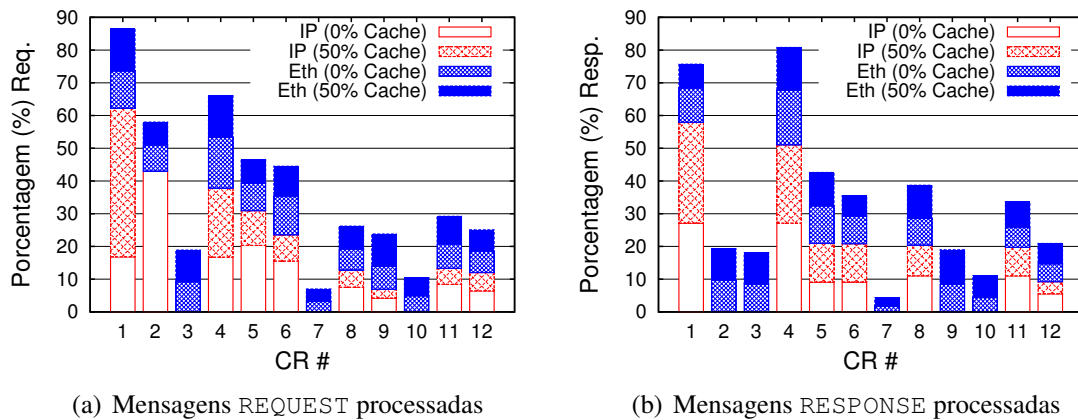 Porcentagem (%) Req.
90
80
70
60
50
40
30
20
10
0
IP (0% Cache)
IP (50% Cache)
Eth (0% Cache)
Eth (50% Cache)
1 2 3 4 5 6 7 8 9 10 11 12
CR #
(a) Mensagens REQUEST processadas
Porcentagem (%) Resp.
90
80
70
60
50
40
30
20
10
0
IP (0% Cache)
IP (50% Cache)
Eth (0% Cache)
Eth (50% Cache)
1 2 3 4 5 6 7 8 9 10 11 12
CR #
(b) Mensagens RESPONSE processadas